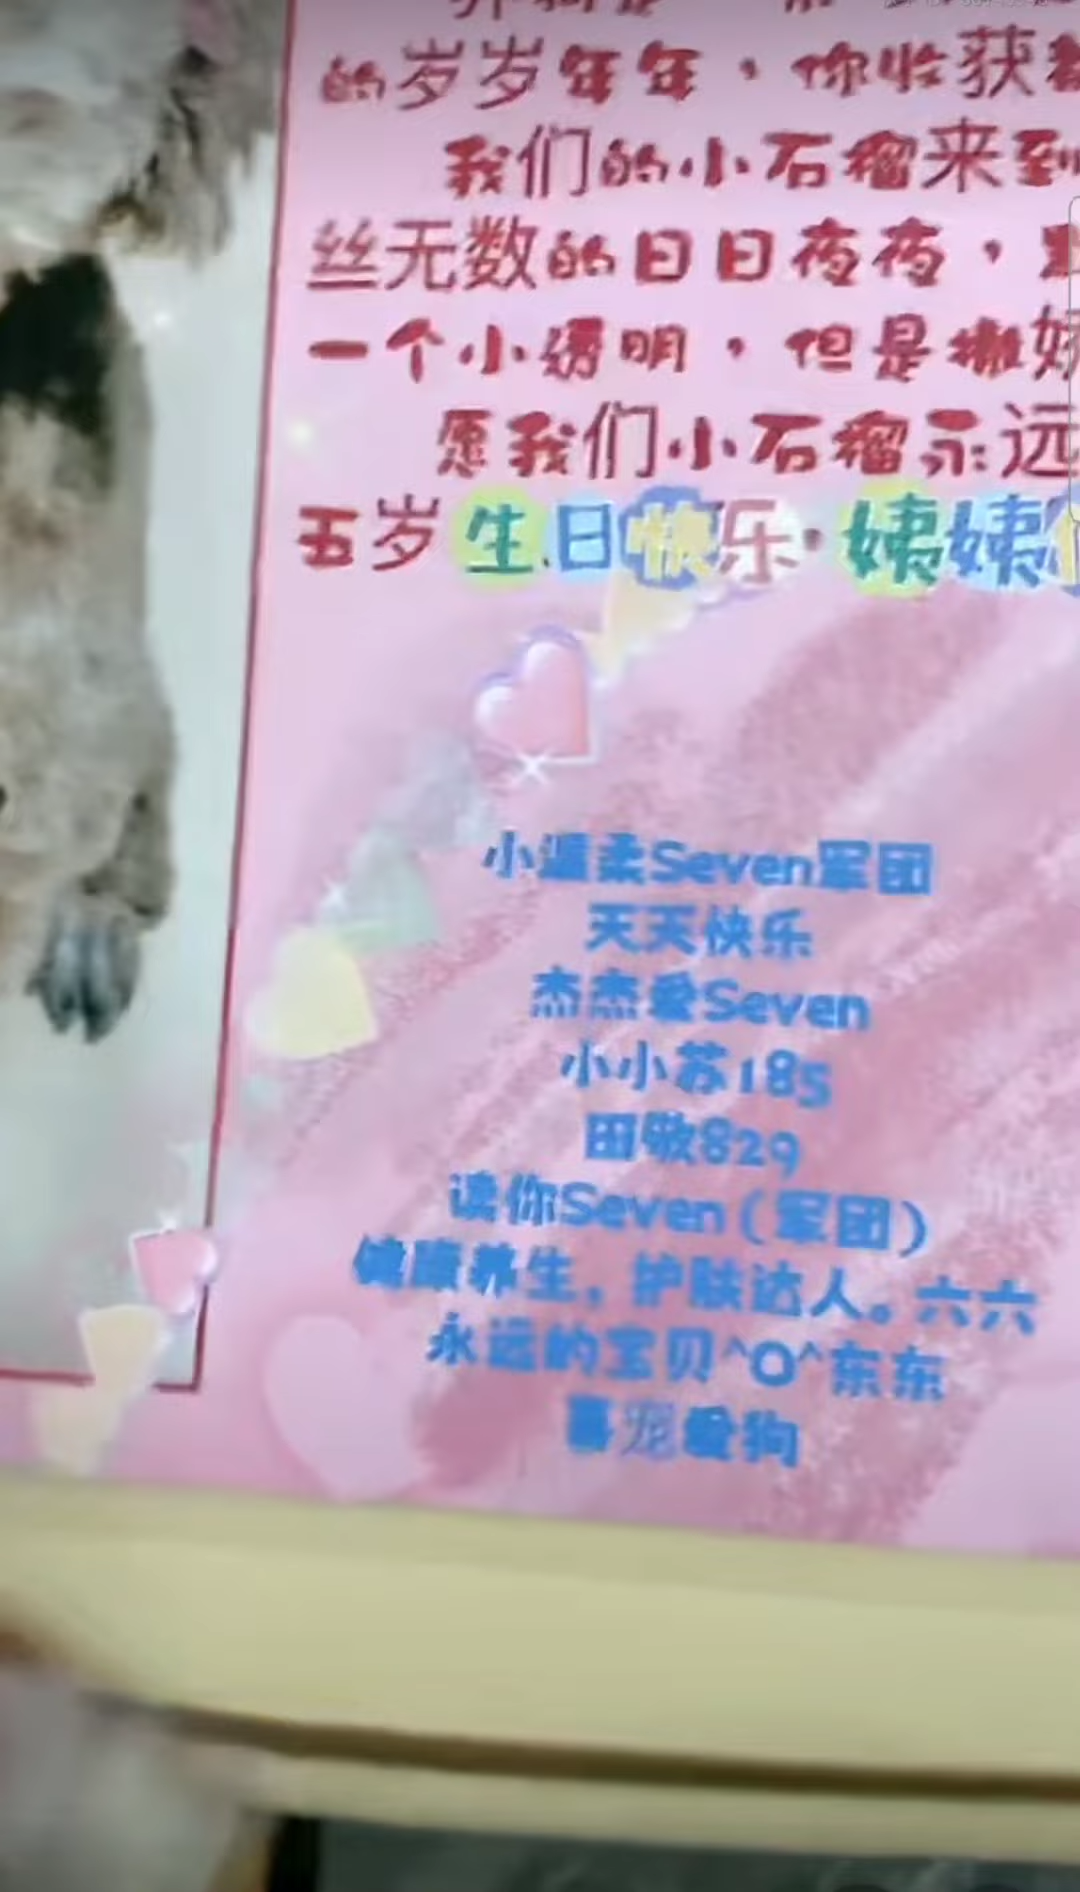 的岁岁年年，你收获
我们的小石榴来到
丝无数的日日夜夜，
一个小透明，但是撒娇
愿我们小石榴永远
五岁生日快乐·姨姨
小温柔Seven军团
天天快乐
杰杰爱Seven
小小苏185
田敬829
读你Seven(军团)
健康养生，护肤达人。六六
永远的宝贝^O^东东
喜宠爱狗